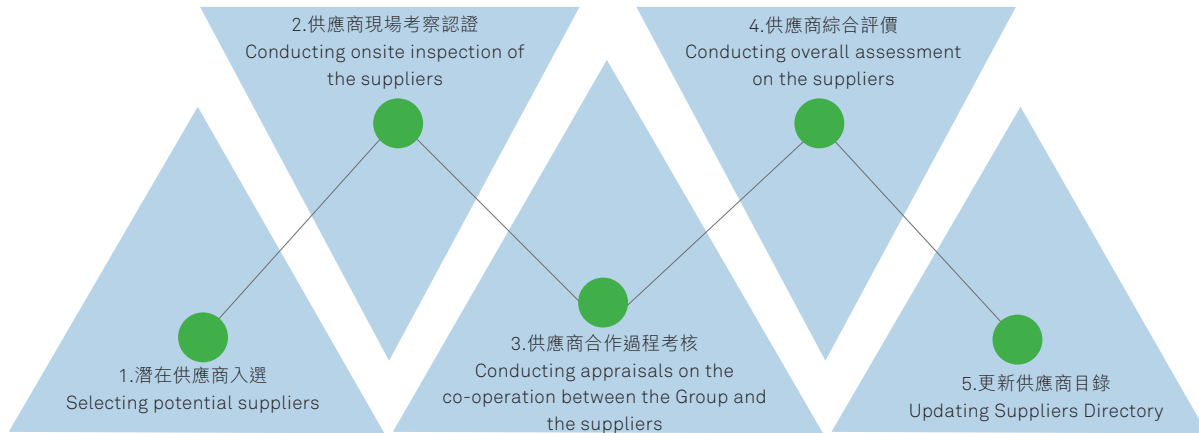 1.潛在供應商入選
Selecting potential suppliers
2.供應商現場考察認證
Conducting onsite inspection of
the suppliers
3.供應商合作過程考核
Conducting appraisals on the
co-operation between the Group and
the suppliers
4.供應商綜合評價
Conducting overall assessment
on the suppliers
5.更新供應商目錄
Updating Suppliers Directory